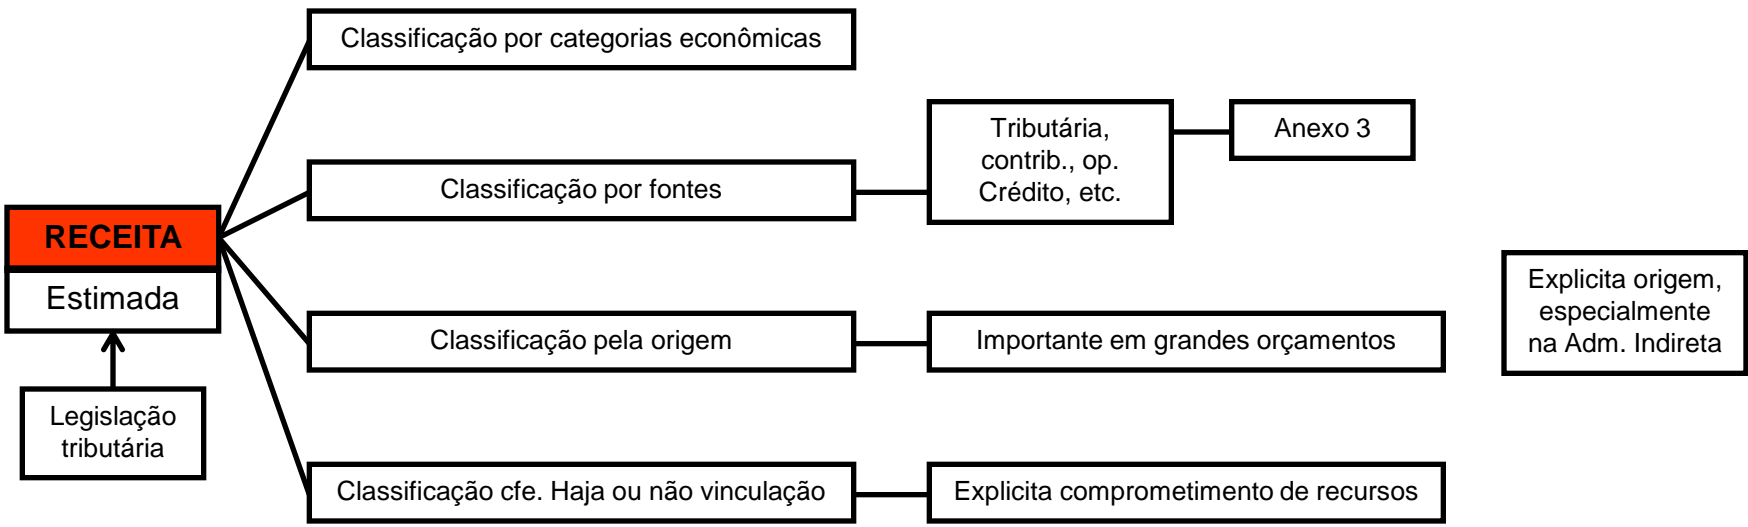 Classificação por categorias econômicas
Tributária,
contrib., op.
Crédito, etc.
Anexo 3
Classificação por fontes
RECEITA
Estimada
Classificação pela origem
Importante em grandes orçamentos
Explicita origem,
especialmente
na Adm. Indireta
Legislação
tributária
Classificação cfe. Haja ou não vinculação
Explicita comprometimento de recursos